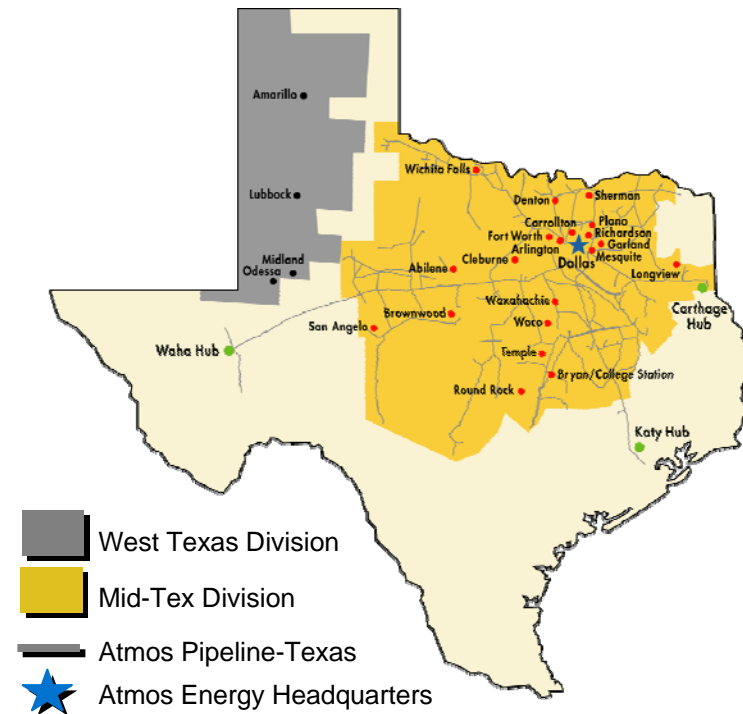 Amarillo
Lubbock
Midland
Odessa
Wichita Falls
Denton
Sherman
Carrollton
Plano
Fort Worth
Richardson
Arlington
Garland
Mesquite
Dallas
Cleburne
Abilene
Longview
Waxahachie
Carthage
Hub
Brownwood
San Angelo
Waco
Waha Hub
Temple
Bryan/College Station
Round Rock
Katy Hub
West Texas Division
Mid-Tex Division
Atmos Pipeline-Texas
Atmos Energy Headquarters